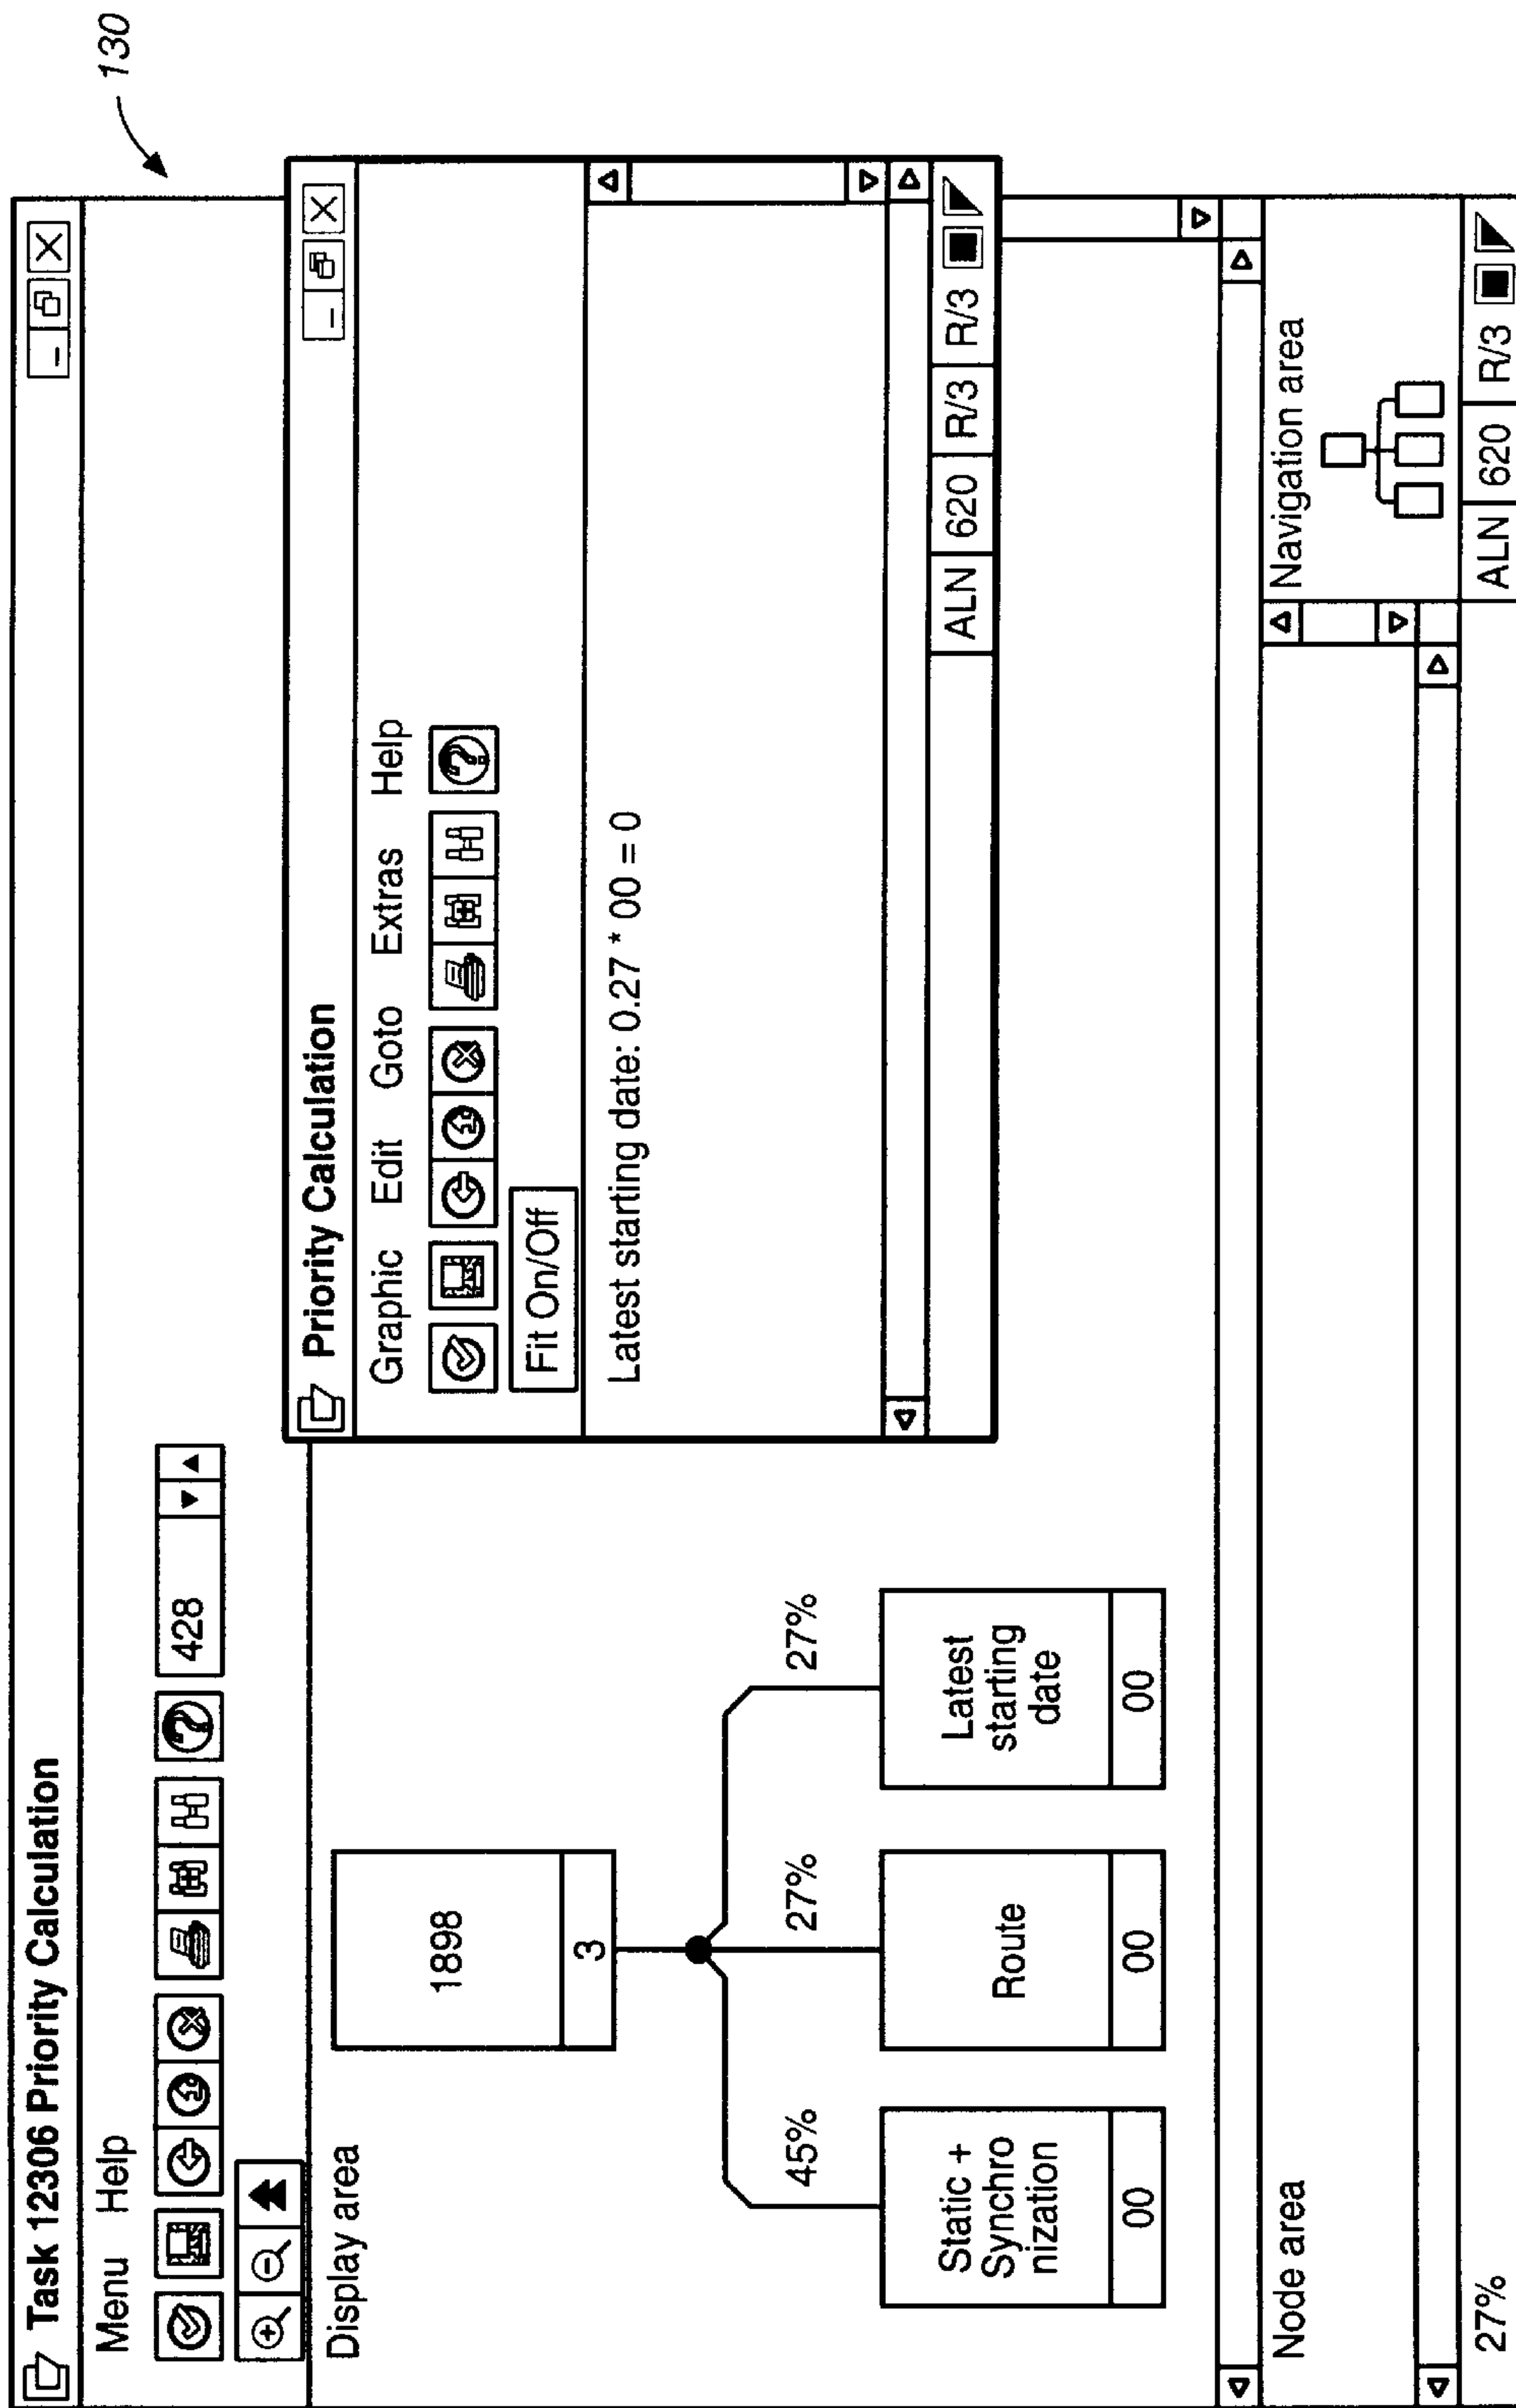 130
Task 12306 Priority Calculation
Menu Help
428
Display area
1898
3
45%
27%
27%
Static +
Synchro
nization
00
Route
00
Latest
starting
date
00
Priority Calculation
Graphic Edit Goto Extras Help
Fit On/Off
Latest starting date: 0.27 * 00 = 0
ALN 620 R/3 R/3
Node area
Navigation area
27%
ALN 620 R/3